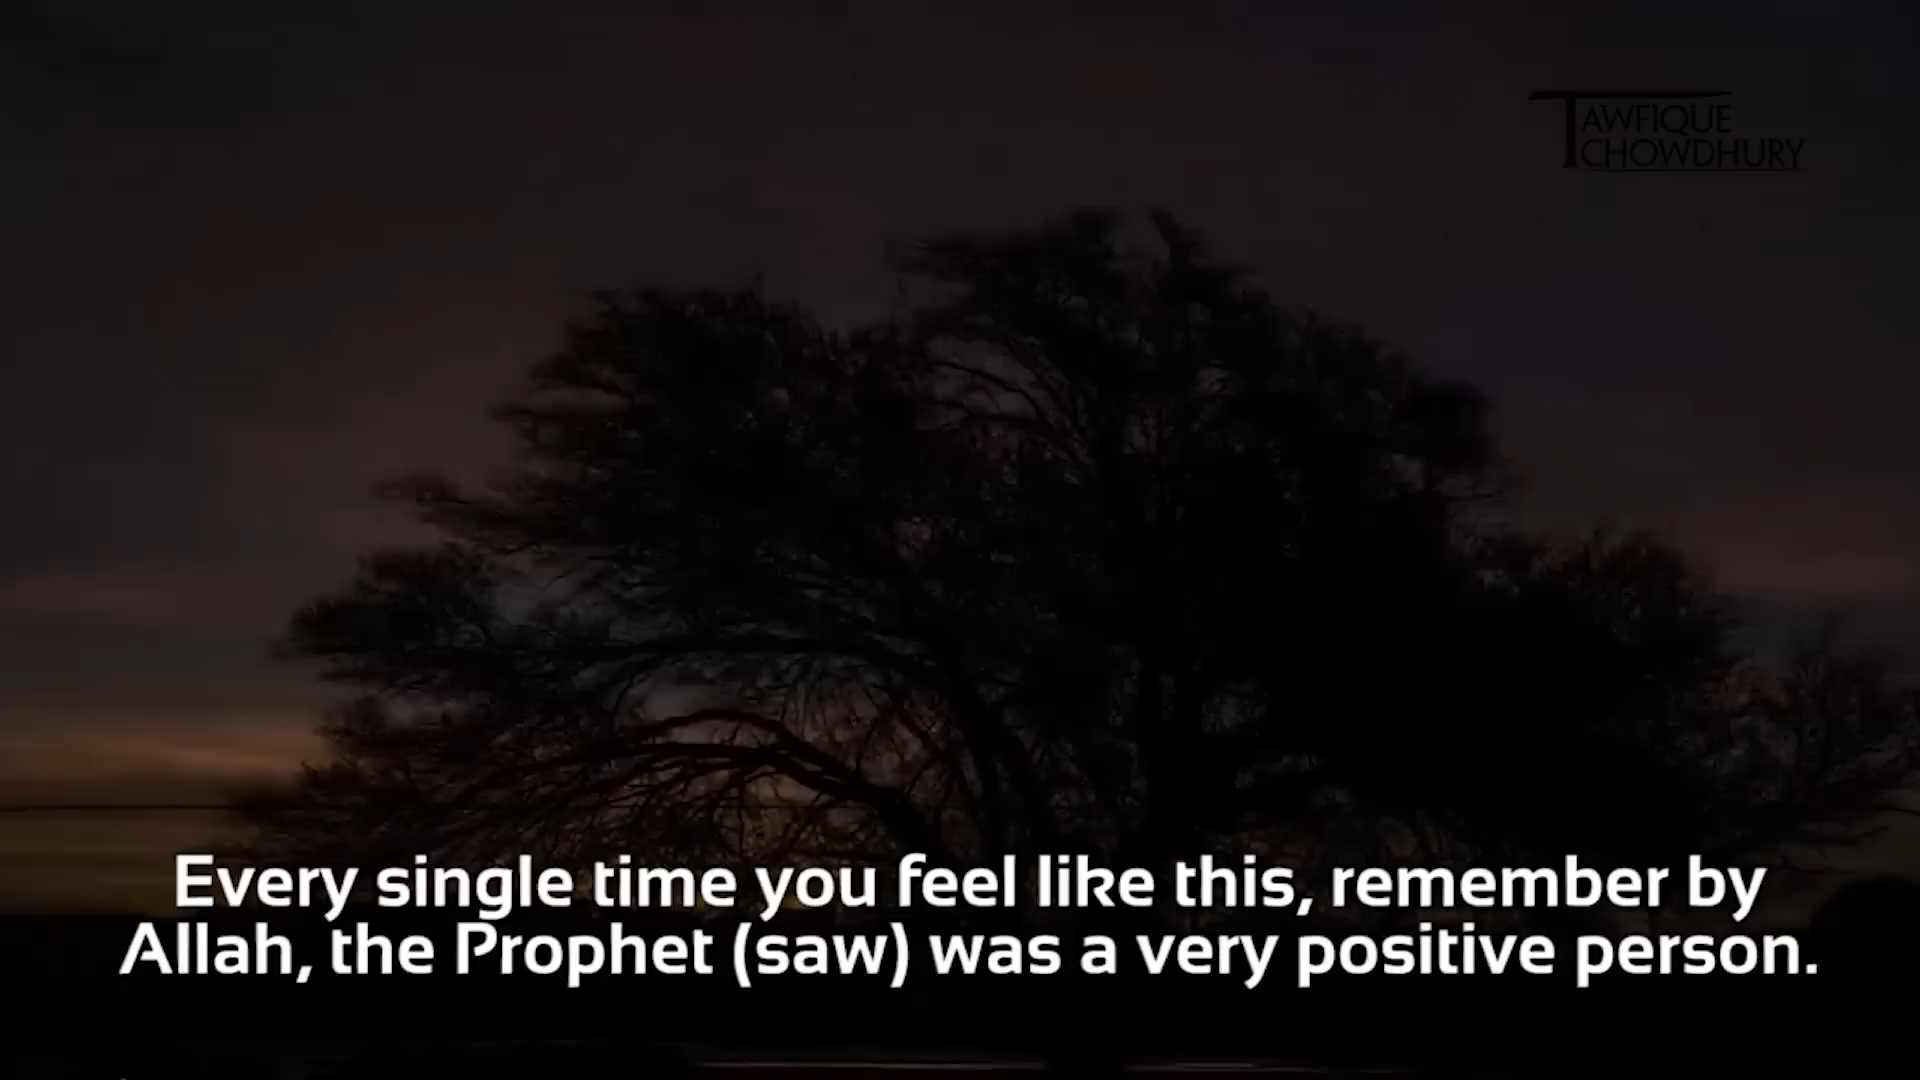 TAWFIQUE
CHOWDHURY
Every single time you feel like this, remember by
Allah, the Prophet (saw) was a very positive person.